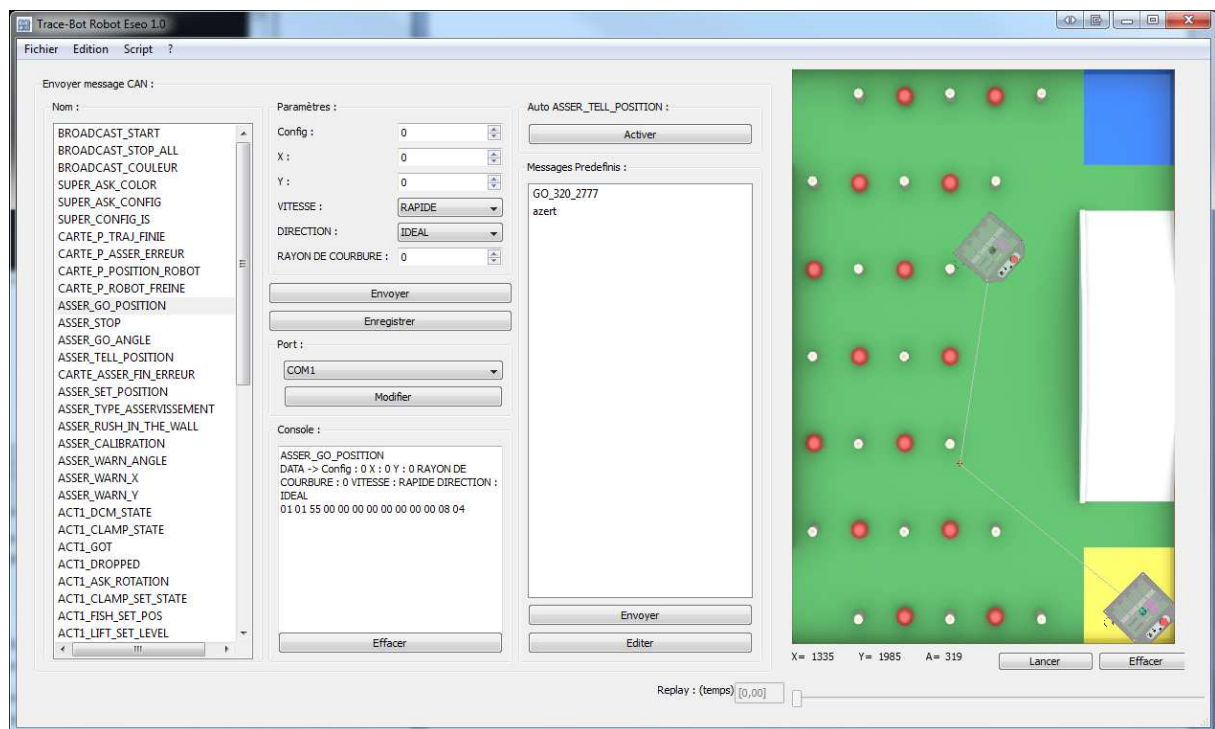 Trace-Bot Robot Eseo 1.0
Fichier Edition Script ?
Envoyer message CAN :
Nom :
BROADCAST_START
BROADCAST_STOP_ALL
BROADCAST_COULEUR
SUPER_ASK_COLOR
SUPER_ASK_CONFIG
SUPER_CONFIG_IS
CARTE_P_TRAJ_FINIE
CARTE_P_ASSER_ERREUR
CARTE_P_POSITION_ROBOT
CARTE_P_ROBOT_FREINE
ASSER_GO_POSITION
ASSER_STOP
ASSER_GO_ANGLE
ASSER_TELL_POSITION
CARTE_ASSER_FIN_ERREUR
ASSER_SET_POSITION
ASSER_TYPE_ASSERVISSEMENT
ASSER_RUSH_IN_THE_WALL
ASSER_CALIBRATION
ASSER_WARN_ANGLE
ASSER_WARN_X
ASSER_WARN_Y
ACT1_DCM_STATE
ACT1_CLAMP_STATE
ACT1_GOT
ACT1_DROPPED
ACT1_ASK_ROTATION
ACT1_CLAMP_SET_STATE
ACT1_FISH_SET_POS
ACT1_LIFT_SET_LEVEL
Paramètres :
Config : 0
X : 0
Y : 0
VITESSE : RAPIDE
DIRECTION : IDEAL
RAYON DE COURBURE : 0
Envoyer
Enregistrer
Port :
COM1
Modifier
Console :
ASSER_GO_POSITION
DATA -> Config : 0 X : 0 Y : 0 RAYON DE
COURBURE : 0 VITESSE : RAPIDE DIRECTION :
IDEAL
01 01 55 00 00 00 00 00 00 00 00 08 04
Effacer
Auto ASSER_TELL_POSITION :
Activer
Messages Predefinis :
GO_320_2777
azert
Envoyer
Editer
X= 1335 Y= 1985 A= 319
Lancer
Effacer
Replay : (temps) [0,00]